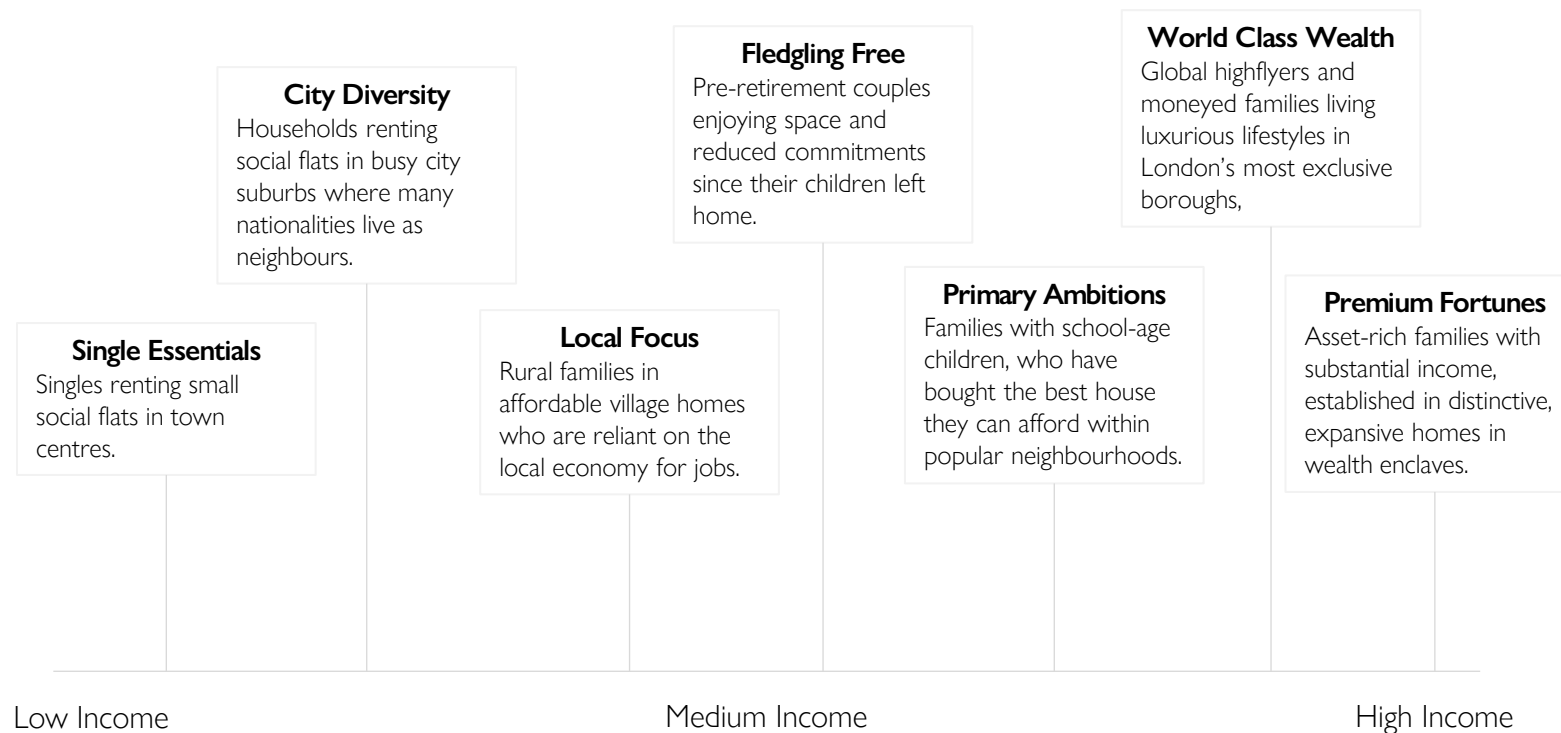 Single Essentials
Singles renting small
social flats in town
centres.
City Diversity
Households renting
social flats in busy city
suburbs where many
nationalities live as
neighbours.
Local Focus
Rural families in
affordable village homes
who are reliant on the
local economy for jobs.
Fledgling Free
Pre-retirement couples
enjoying space and
reduced commitments
since their children left
home.
Primary Ambitions
Families with school-age
children, who have
bought the best house
they can afford within
popular neighbourhoods.
World Class Wealth
Global highflyers and
moneyed families living
luxurious lifestyles in
London's most exclusive
boroughs,
Premium Fortunes
Asset-rich families with
substantial income,
established in distinctive,
expansive homes in
wealth enclaves.
Low Income
Medium Income
High Income